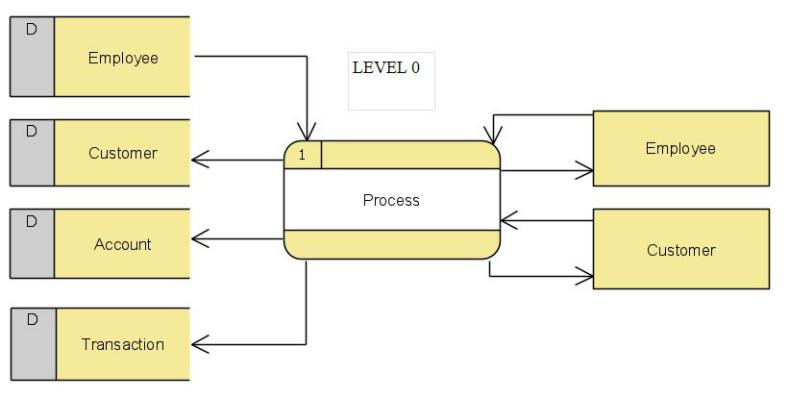 D
Employee
LEVEL 0
D
Customer
1
Process
Employee
D
Account
Customer
D
Transaction